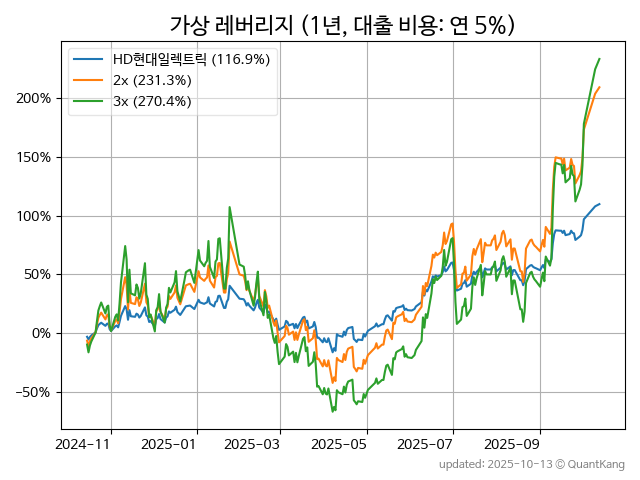 가상 레버리지 (1년, 대출 비용: 연 5%)
HD현대일렉트릭 (116.9%)
2x (231.3%)
3x (270.4%)
200%
150%
100%
50%
0%
−50%
2024-11
2025-01
2025-03
2025-05
2025-07
2025-09
updated: 2025-10-13 © QuantKang